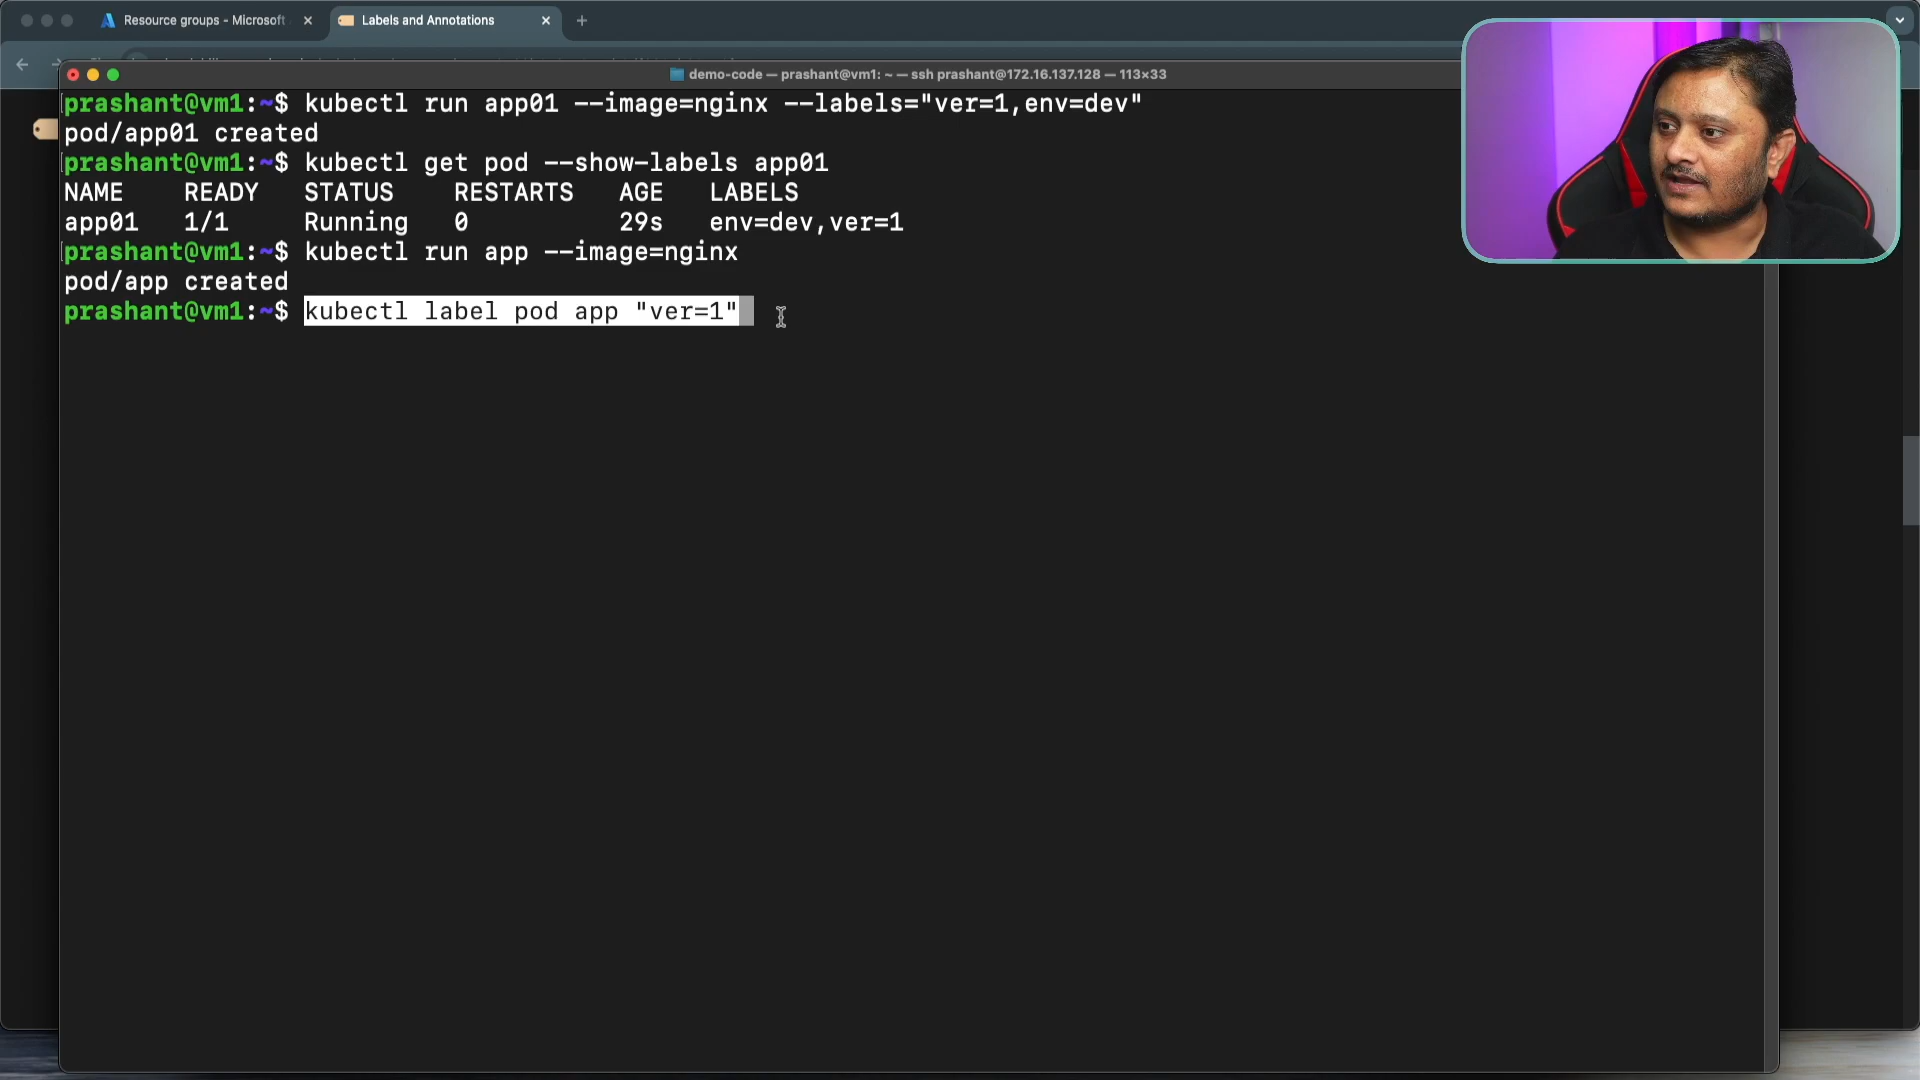 Resource groups - Microsoft
Labels and Annotations
demo-code — prashant@vm1: ~ — ssh prashant@172.16.137.128 — 113×33
prashant@vm1:~$ kubectl run app01 --image=nginx --labels="ver=1,env=dev"
pod/app01 created
prashant@vm1:~$ kubectl get pod --show-labels app01
NAME READY STATUS RESTARTS AGE LABELS
app01 1/1 Running 0 29s env=dev,ver=1
prashant@vm1:~$ kubectl run app --image=nginx
pod/app created
prashant@vm1:~$ kubectl label pod app "ver=1"